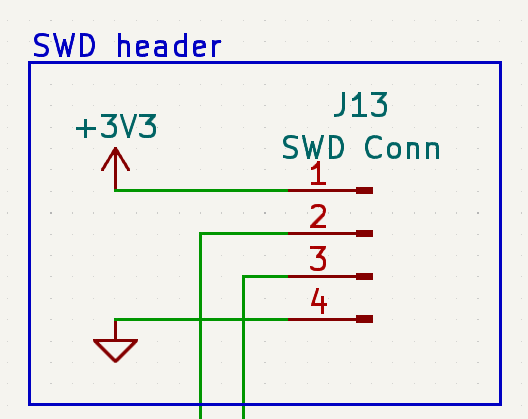 SWD header
J13
+3V3
SWD Conn
1
2
3
4